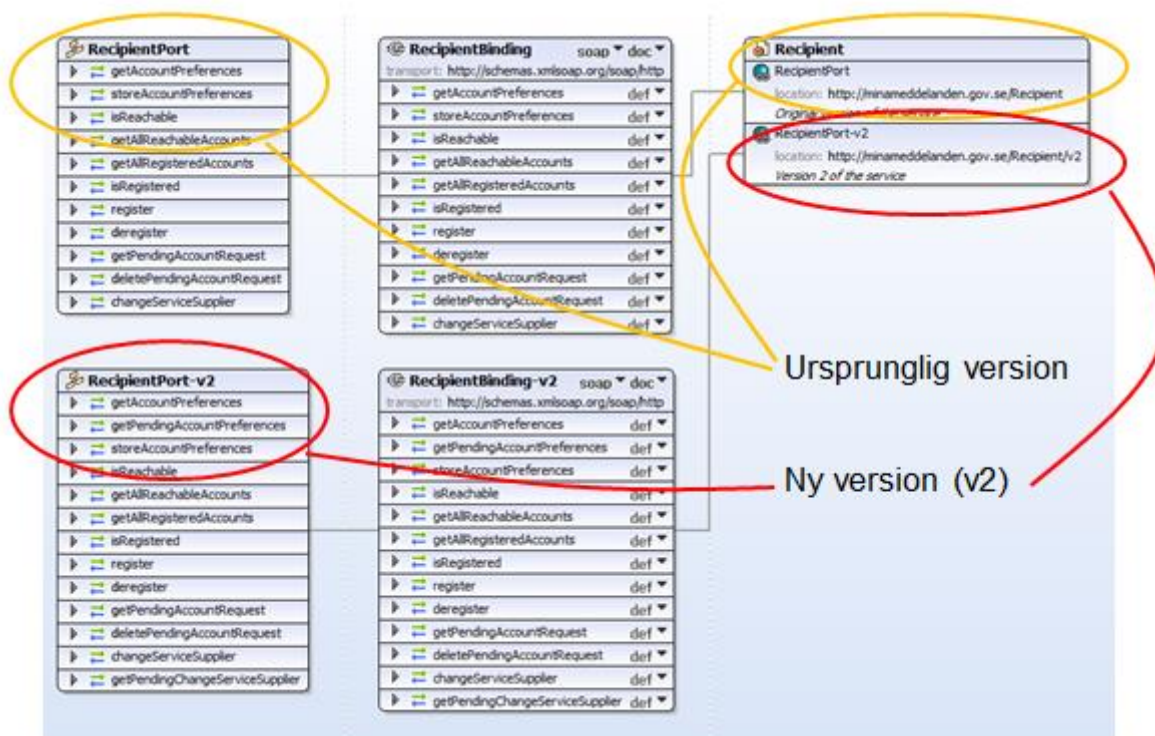 RecipientPort
getAccountPreferences
storeAccountPreferences
isReachable
getAllReachableAccounts
getAllRegisteredAccounts
isRegistered
register
deregister
getPendingAccountRequest
deletePendingAccountRequest
changeServiceSupplier
RecipientBinding soap doc
transport: http://schemas.xmlsoap.org/soap/http
getAccountPreferences def
storeAccountPreferences def
isReachable def
getAllReachableAccounts def
getAllRegisteredAccounts def
isRegistered def
register def
deregister def
getPendingAccountRequest def
deletePendingAccountRequest def
changeServiceSupplier def
Recipient
RecipientPort
location: http://minameddelanden.gov.se/Recipient
Original version of the service
RecipientPort-v2
location: http://minameddelanden.gov.se/Recipient/v2
Version 2 of the service
Ursprunglig version
RecipientPort-v2
getAccountPreferences
getPendingAccountPreferences
storeAccountPreferences
isReachable
getAllReachableAccounts
getAllRegisteredAccounts
isRegistered
register
deregister
getPendingAccountRequest
deletePendingAccountRequest
changeServiceSupplier
getPendingChangeServiceSupplier
RecipientBinding-v2 soap doc
transport: http://schemas.xmlsoap.org/soap/http
getAccountPreferences def
getPendingAccountPreferences def
storeAccountPreferences def
isReachable def
getAllReachableAccounts def
getAllRegisteredAccounts def
isRegistered def
register def
deregister def
getPendingAccountRequest def
deletePendingAccountRequest def
changeServiceSupplier def
getPendingChangeServiceSupplier def
Ny version (v2)